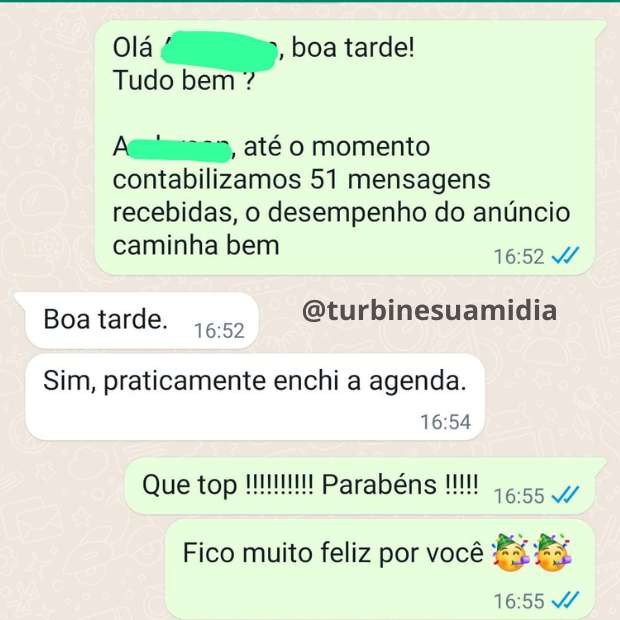 Olá , boa tarde!
Tudo bem ?
, até o momento
contabilizamos 51 mensagens
recebidas, o desempenho do anúncio
caminha bem
16:52
Boa tarde.
16:52
@turbinesuamidia
Sim, praticamente enchi a agenda.
16:54
Que top !!!!!!!!!! Parabéns !!!!!
16:55
Fico muito feliz por você 🥳🥳
16:55